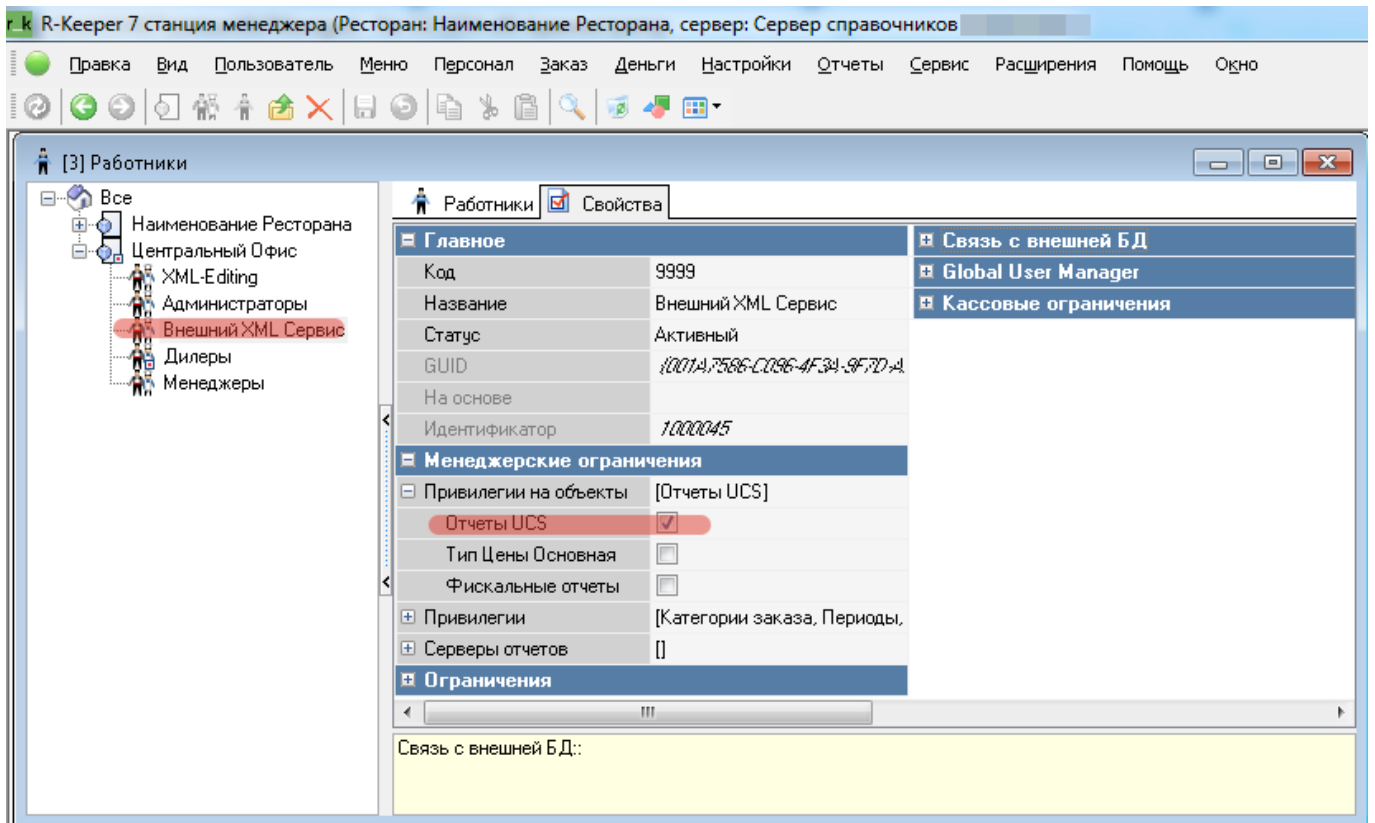 r_k R-Keeper 7 станция менеджера (Ресторан: Наименование Ресторана, сервер: Сервер справочников
Правка Вид Пользователь Меню Персонал Заказ Деньги Настройки Отчеты Сервис Расширения Помощь Окно
[3] Работники
Все
Наименование Ресторана
Центральный Офис
XML-Editing
Администраторы
Внешний XML Сервис
Дилеры
Менеджеры
Работники Свойства
Главное
Код 9999
Название Внешний XML Сервис
Статус Активный
GUID {001A7586-C096-4F3A-9F7D-A
На основе
Идентификатор 1000045
Менеджерские ограничения
Привилегии на объекты [Отчеты UCS]
Отчеты UCS
Тип Цены Основная
Фискальные отчеты
Привилегии [Категории заказа, Периоды,
Серверы отчетов []
Ограничения
Связь с внешней БД
Global User Manager
Кассовые ограничения
Связь с внешней БД::